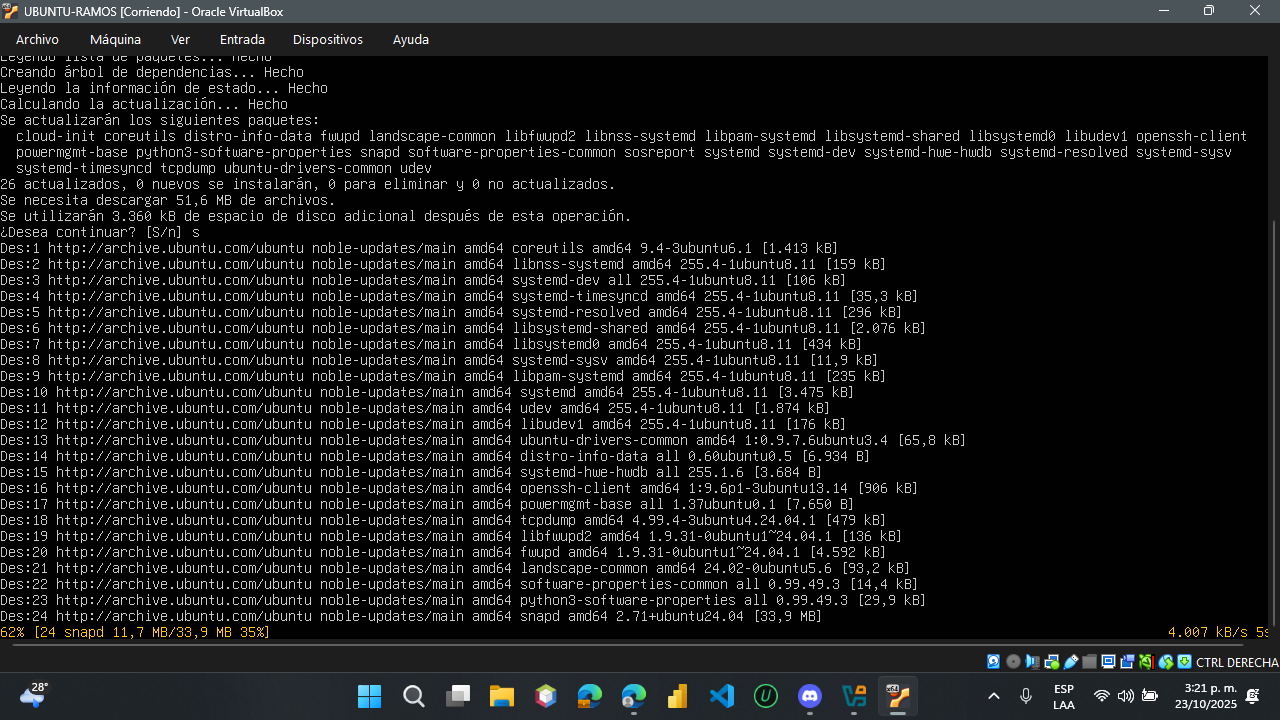 UBUNTU-RAMOS [Corriendo] - Oracle VirtualBox
Archivo Máquina Ver Entrada Dispositivos Ayuda
Leyendo lista de paquetes... Hecho
Creando árbol de dependencias... Hecho
Leyendo la información de estado... Hecho
Calculando la actualización... Hecho
Se actualizarán los siguientes paquetes:
cloud-init coreutils distro-info-data fwupd landscape-common libfwupd2 libnss-systemd libpam-systemd libsystemd-shared libsystemd0 libudev1 openssh-client
powermgmt-base python3-software-properties snapd software-properties-common sosreport systemd systemd-dev systemd-hwe-hwdb systemd-resolved systemd-sysv
systemd-timesyncd tcpdump ubuntu-drivers-common udev
26 actualizados, 0 nuevos se instalarán, 0 para eliminar y 0 no actualizados.
Se necesita descargar 51,6 MB de archivos.
Se utilizarán 3.360 kB de espacio de disco adicional después de esta operación.
¿Desea continuar? [S/n] s
Des:1 http://archive.ubuntu.com/ubuntu noble-updates/main amd64 coreutils amd64 9.4-3ubuntu6.1 [1.413 kB]
Des:2 http://archive.ubuntu.com/ubuntu noble-updates/main amd64 libnss-systemd amd64 255.4-1ubuntu8.11 [159 kB]
Des:3 http://archive.ubuntu.com/ubuntu noble-updates/main amd64 systemd-dev all 255.4-1ubuntu8.11 [106 kB]
Des:4 http://archive.ubuntu.com/ubuntu noble-updates/main amd64 systemd-timesyncd amd64 255.4-1ubuntu8.11 [35,3 kB]
Des:5 http://archive.ubuntu.com/ubuntu noble-updates/main amd64 systemd-resolved amd64 255.4-1ubuntu8.11 [296 kB]
Des:6 http://archive.ubuntu.com/ubuntu noble-updates/main amd64 libsystemd-shared amd64 255.4-1ubuntu8.11 [2.076 kB]
Des:7 http://archive.ubuntu.com/ubuntu noble-updates/main amd64 libsystemd0 amd64 255.4-1ubuntu8.11 [434 kB]
Des:8 http://archive.ubuntu.com/ubuntu noble-updates/main amd64 systemd-sysv amd64 255.4-1ubuntu8.11 [11,9 kB]
Des:9 http://archive.ubuntu.com/ubuntu noble-updates/main amd64 libpam-systemd amd64 255.4-1ubuntu8.11 [235 kB]
Des:10 http://archive.ubuntu.com/ubuntu noble-updates/main amd64 systemd amd64 255.4-1ubuntu8.11 [3.475 kB]
Des:11 http://archive.ubuntu.com/ubuntu noble-updates/main amd64 udev amd64 255.4-1ubuntu8.11 [1.874 kB]
Des:12 http://archive.ubuntu.com/ubuntu noble-updates/main amd64 libudev1 amd64 255.4-1ubuntu8.11 [176 kB]
Des:13 http://archive.ubuntu.com/ubuntu noble-updates/main amd64 ubuntu-drivers-common amd64 1:0.9.7.6ubuntu3.4 [65,8 kB]
Des:14 http://archive.ubuntu.com/ubuntu noble-updates/main amd64 distro-info-data all 0.60ubuntu0.5 [6.934 B]
Des:15 http://archive.ubuntu.com/ubuntu noble-updates/main amd64 systemd-hwe-hwdb all 255.1.6 [3.684 B]
Des:16 http://archive.ubuntu.com/ubuntu noble-updates/main amd64 openssh-client amd64 1:9.6p1-3ubuntu13.14 [906 kB]
Des:17 http://archive.ubuntu.com/ubuntu noble-updates/main amd64 powermgmt-base all 1.37ubuntu0.1 [7.650 B]
Des:18 http://archive.ubuntu.com/ubuntu noble-updates/main amd64 tcpdump amd64 4.99.4-3ubuntu4.24.04.1 [479 kB]
Des:19 http://archive.ubuntu.com/ubuntu noble-updates/main amd64 libfwupd2 amd64 1.9.31-0ubuntu1~24.04.1 [136 kB]
Des:20 http://archive.ubuntu.com/ubuntu noble-updates/main amd64 fwupd amd64 1.9.31-0ubuntu1~24.04.1 [4.592 kB]
Des:21 http://archive.ubuntu.com/ubuntu noble-updates/main amd64 landscape-common amd64 24.02-0ubuntu5.6 [93,2 kB]
Des:22 http://archive.ubuntu.com/ubuntu noble-updates/main amd64 software-properties-common all 0.99.49.3 [14,4 kB]
Des:23 http://archive.ubuntu.com/ubuntu noble-updates/main amd64 python3-software-properties all 0.99.49.3 [29,9 kB]
Des:24 http://archive.ubuntu.com/ubuntu noble-updates/main amd64 snapd amd64 2.71+ubuntu24.04 [33,9 MB]
62% [24 snapd 11,7 MB/33,9 MB 35%] 4.007 kB/s 5s
CTRL DERECHA
28°
ESP
LAA
3:21 p. m.
23/10/2025